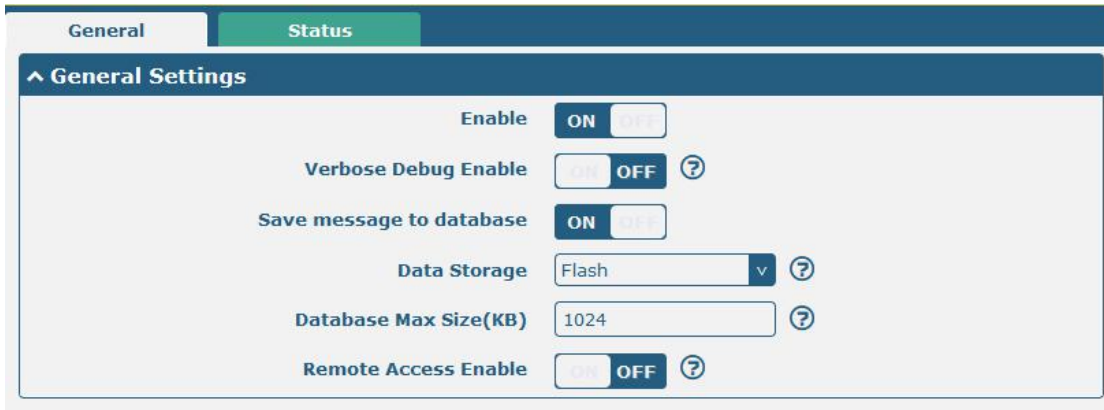 General Status
General Settings
Enable ON OFF
Verbose Debug Enable ON OFF ?
Save message to database ON OFF
Data Storage Flash v ?
Database Max Size(KB) 1024 ?
Remote Access Enable ON OFF ?